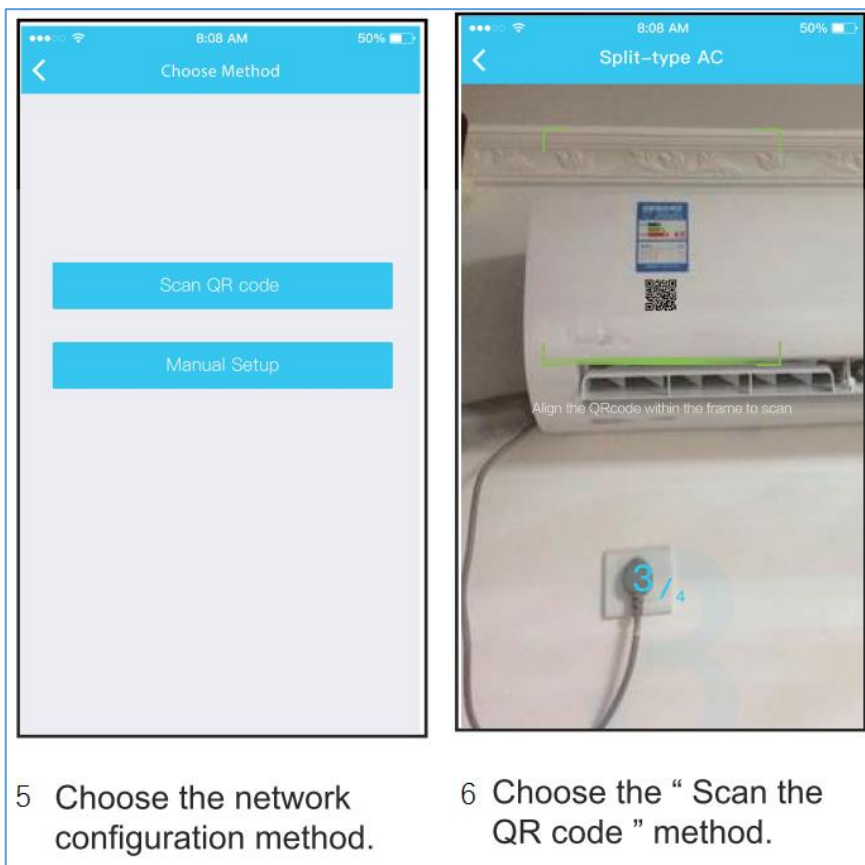 8:08 AM
50%
Choose Method
Scan QR code
Manual Setup
5 Choose the network
configuration method.
8:08 AM
50%
Split-type AC
Align the QRcode within the frame to scan
3/4
6 Choose the “ Scan the
QR code ” method.